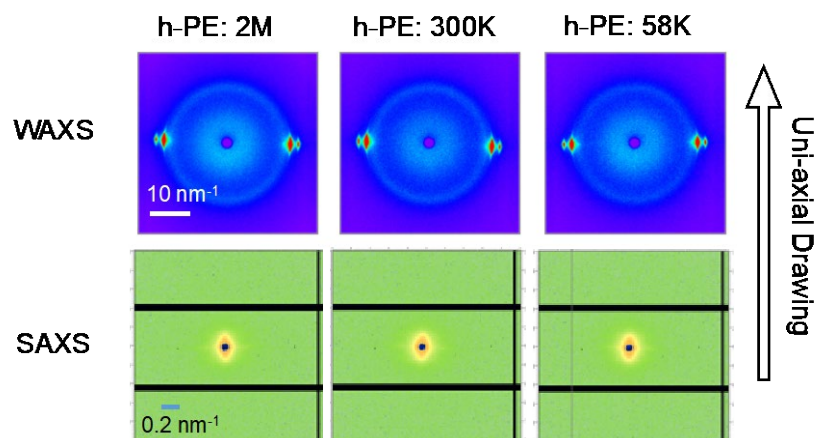 h-PE: 2M
h-PE: 300K
h-PE: 58K
WAXS
10 nm-1
Uni-axial Drawing
SAXS
0.2 nm-1